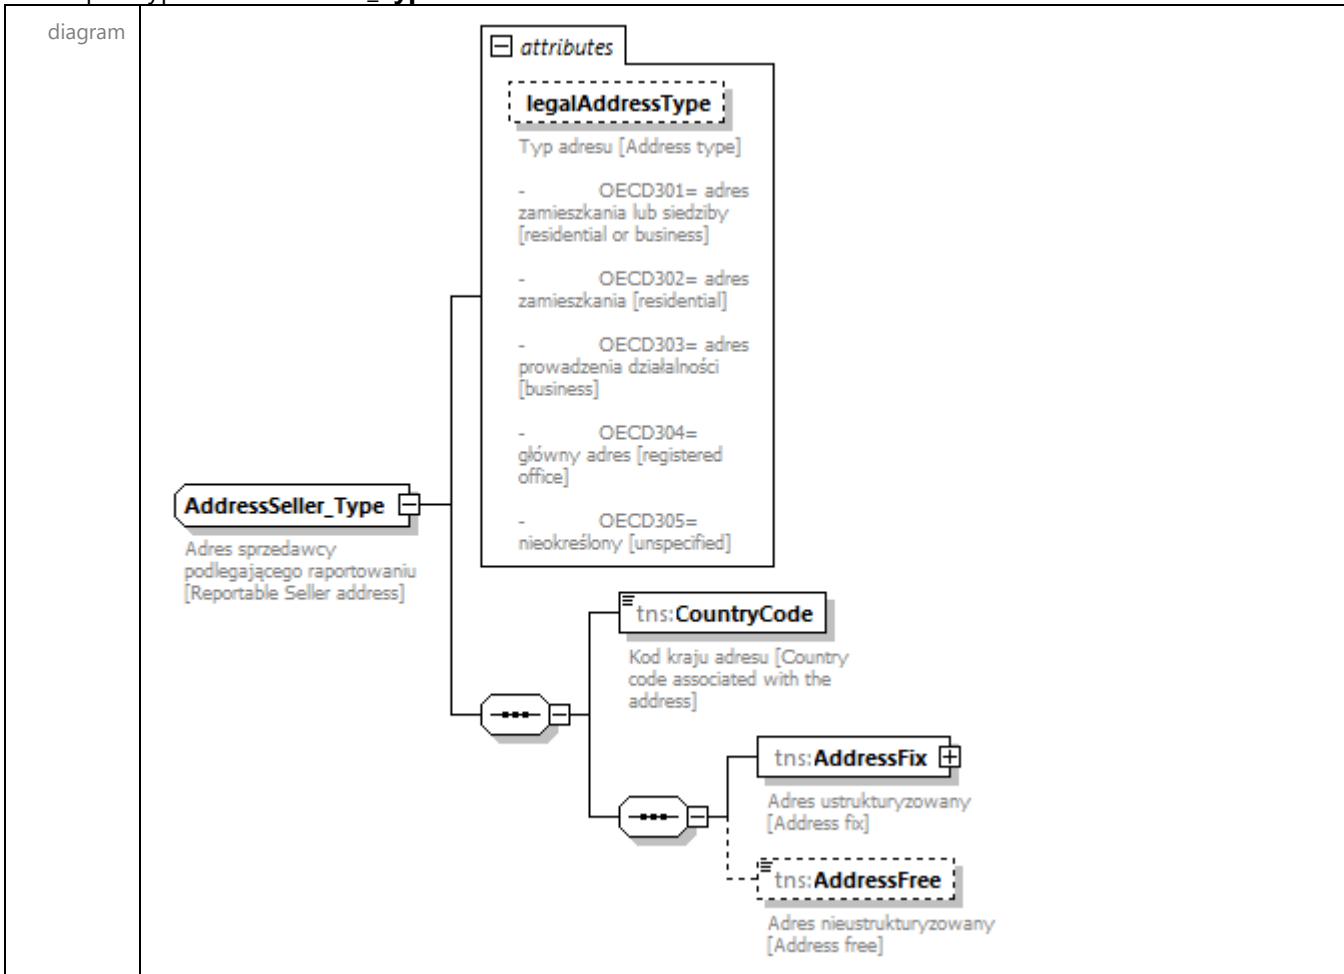 diagram
attributes
legalAddressType
Typ adresu [Address type]
- OECD301= adres
zamieszkania lub siedziby
[residential or business]
- OECD302= adres
zamieszkania [residential]
- OECD303= adres
prowadzenia działalności
[business]
- OECD304=
główny adres [registered
office]
- OECD305=
nieokreślony [unspecified]
AddressSeller_Type
Adres sprzedawcy
podlegającego raportowaniu
[Reportable Seller address]
tns:CountryCode
Kod kraju adresu [Country
code associated with the
address]
tns:AddressFix
Adres ustrukturyzowany
[Address fix]
tns:AddressFree
Adres nieustrukturyzowany
[Address free]